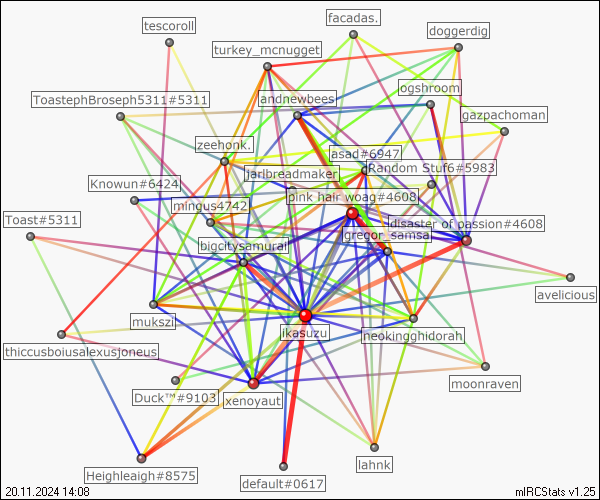 tescoroll
facadas.
doggerdig
turkey_mcnugget
ogshroom
ToastephBroseph5311#5311
andnewbees
gazpachoman
zeehonk.
asad#6947
jarlbreadmaker
Random Stuf6#5983
Knowun#6424
pink hair woag#4608
mingus4742
disaster of passion#4608
Toast#5311
gregor_samsa
bigcitysamurai
avelicious
mukszi
ikasuzu
neokingghidorah
thiccusboiusalexusjoneus
moonraven
Duck™#9103
xenoyaut
lahnk
Heighleaigh#8575
default#0617
20.11.2024 14:08
mIRCStats v1.25